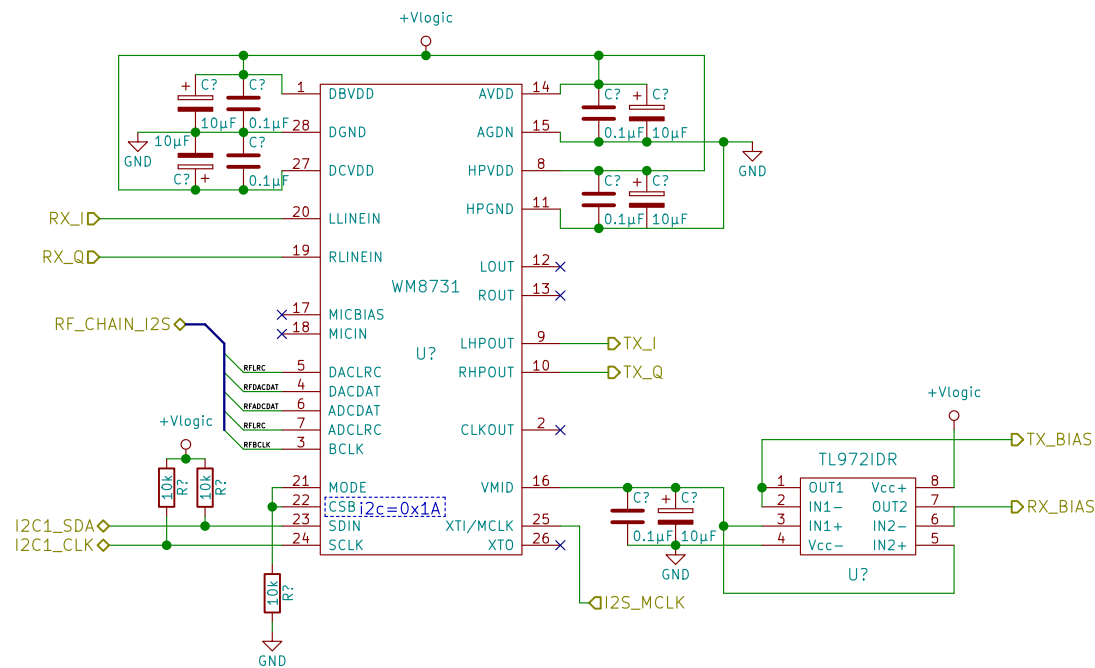 +Vlogic
C? C?
10µF 0.1µF
10µF
C? 0.1µF
GND
1 DBVDD
28 DGND
27 DCVDD
20 LLINEIN
19 RLINEIN
17 MICBIAS
18 MICIN
5 DACLRC
4 DACDAT
6 ADCDAT
7 ADCLRC
3 BCLK
21 MODE
22 CSB
i2c=0x1A
23 SDIN
24 SCLK
RX_I
RX_Q
RF_CHAIN_I2S
RFLRC
RFDACDAT
RFADCDAT
RFLRC
RFBCLK
+Vlogic
10k R?
10k R?
I2C1_SDA
I2C1_CLK
10k R?
GND
WM8731
U?
AVDD 14
AGDN 15
HPVDD 8
HPGND 11
LOUT 12
ROUT 13
LHPOUT 9
RHPOUT 10
CLKOUT 2
VMID 16
XTI/MCLK 25
XTO 26
C? C?
0.1µF 10µF
GND
C? C?
0.1µF 10µF
TX_I
TX_Q
C? C?
0.1µF 10µF
GND
I2S_MCLK
+Vlogic
TL972IDR
1 OUT1
2 IN1-
3 IN1+
4 Vcc-
Vcc+ 8
OUT2 7
IN2- 6
IN2+ 5
U?
TX_BIAS
RX_BIAS